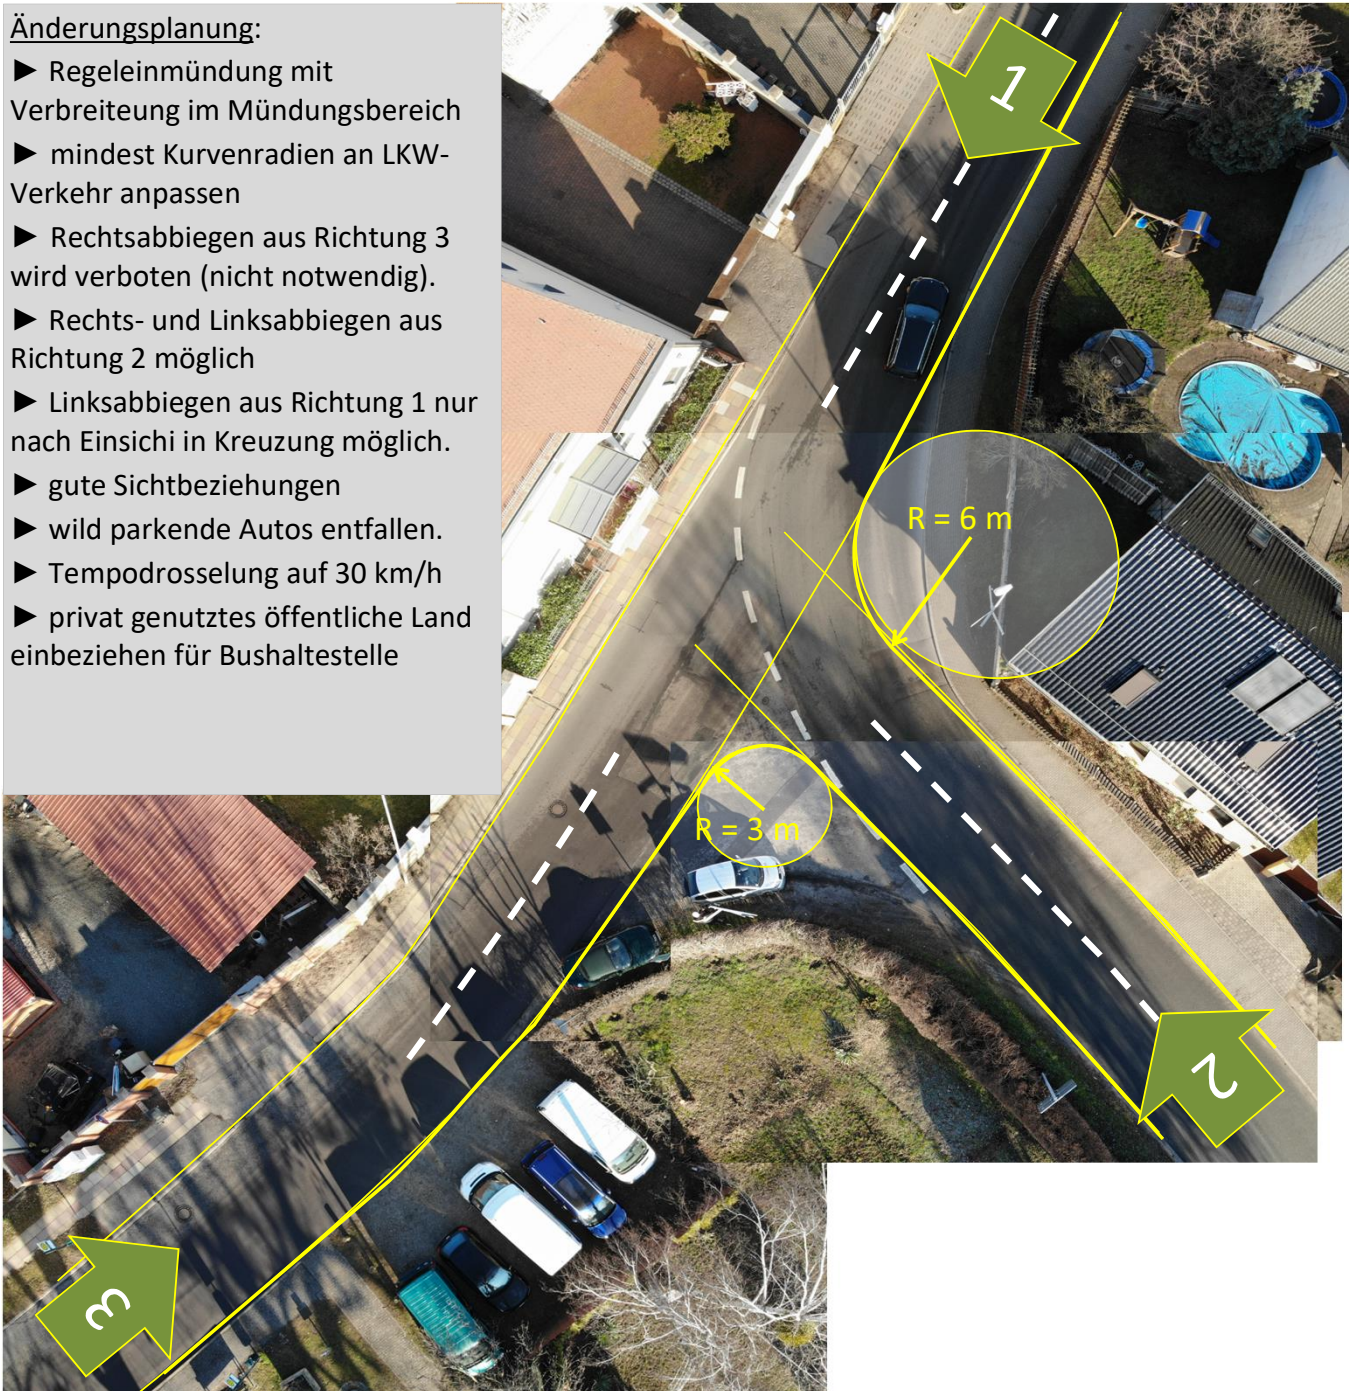 Änderungsplanung:
► Regeleinmündung mit
Verbreiteung im Mündungsbereich
► mindest Kurvenradien an LKW-
Verkehr anpassen
► Rechtsabbiegen aus Richtung 3
wird verboten (nicht notwendig).
► Rechts- und Linksabbiegen aus
Richtung 2 möglich
► Linksabbiegen aus Richtung 1 nur
nach Einsichi in Kreuzung möglich.
► gute Sichtbeziehungen
► wild parkende Autos entfallen.
► Tempodrosselung auf 30 km/h
► privat genutztes öffentliche Land
einbeziehen für Bushaltestelle
1
R = 6 m
R = 3 m
2
3